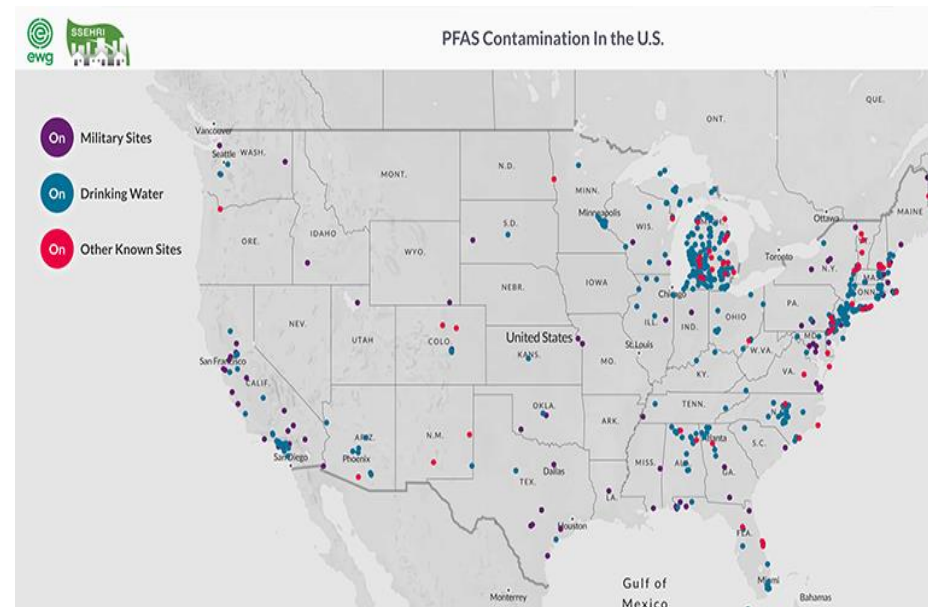 ewg
SSEHRI
PFAS Contamination In the U.S.
On Military Sites
On Drinking Water
On Other Known Sites
QUE.
ONT.
Vancouver
Seattle
WASH.
MONT.
N.D.
MINN.
Ottawa
MAINE
Minneapolis
S.D.
WIS.
Toronto
ORE.
IDAHO
WYO.
N.Y.
IOWA
Chicago
NEBR.
PA.
NEV.
UTAH
COLO.
United States
ILL.
IND.
OHIO
MD.
San Francisco
KANS.
MO.
St. Louis
W.VA.
VA.
CALIF.
KY.
OKLA.
TENN.
ARIZ.
N.M.
ARK.
Atlanta
S.C.
San Diego
Phoenix
Dallas
MISS.
GA.
TEX.
LA.
Houston
FLA.
Gulf of
Mexico
Miami
Monterrey
Bahamas